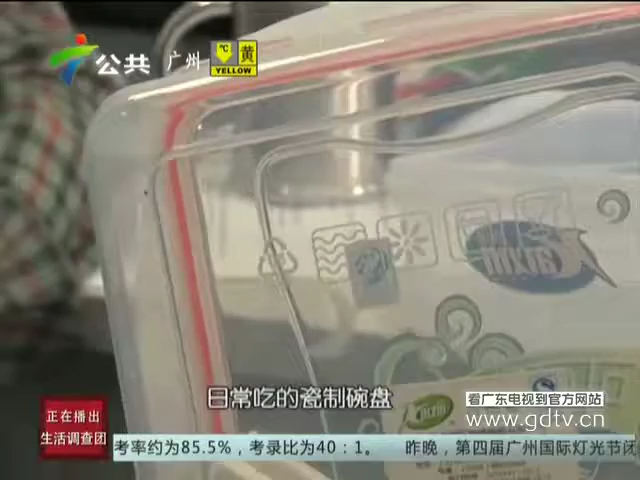 公共 广州 ℃ 黄
YELLOW
日常吃的瓷制碗盘
看广东电视到官方网站
www.gdtv.cn
正在播出
生活调查团
考率约为85.5%，考录比为40：1。 昨晚，第四届广州国际灯光节闭